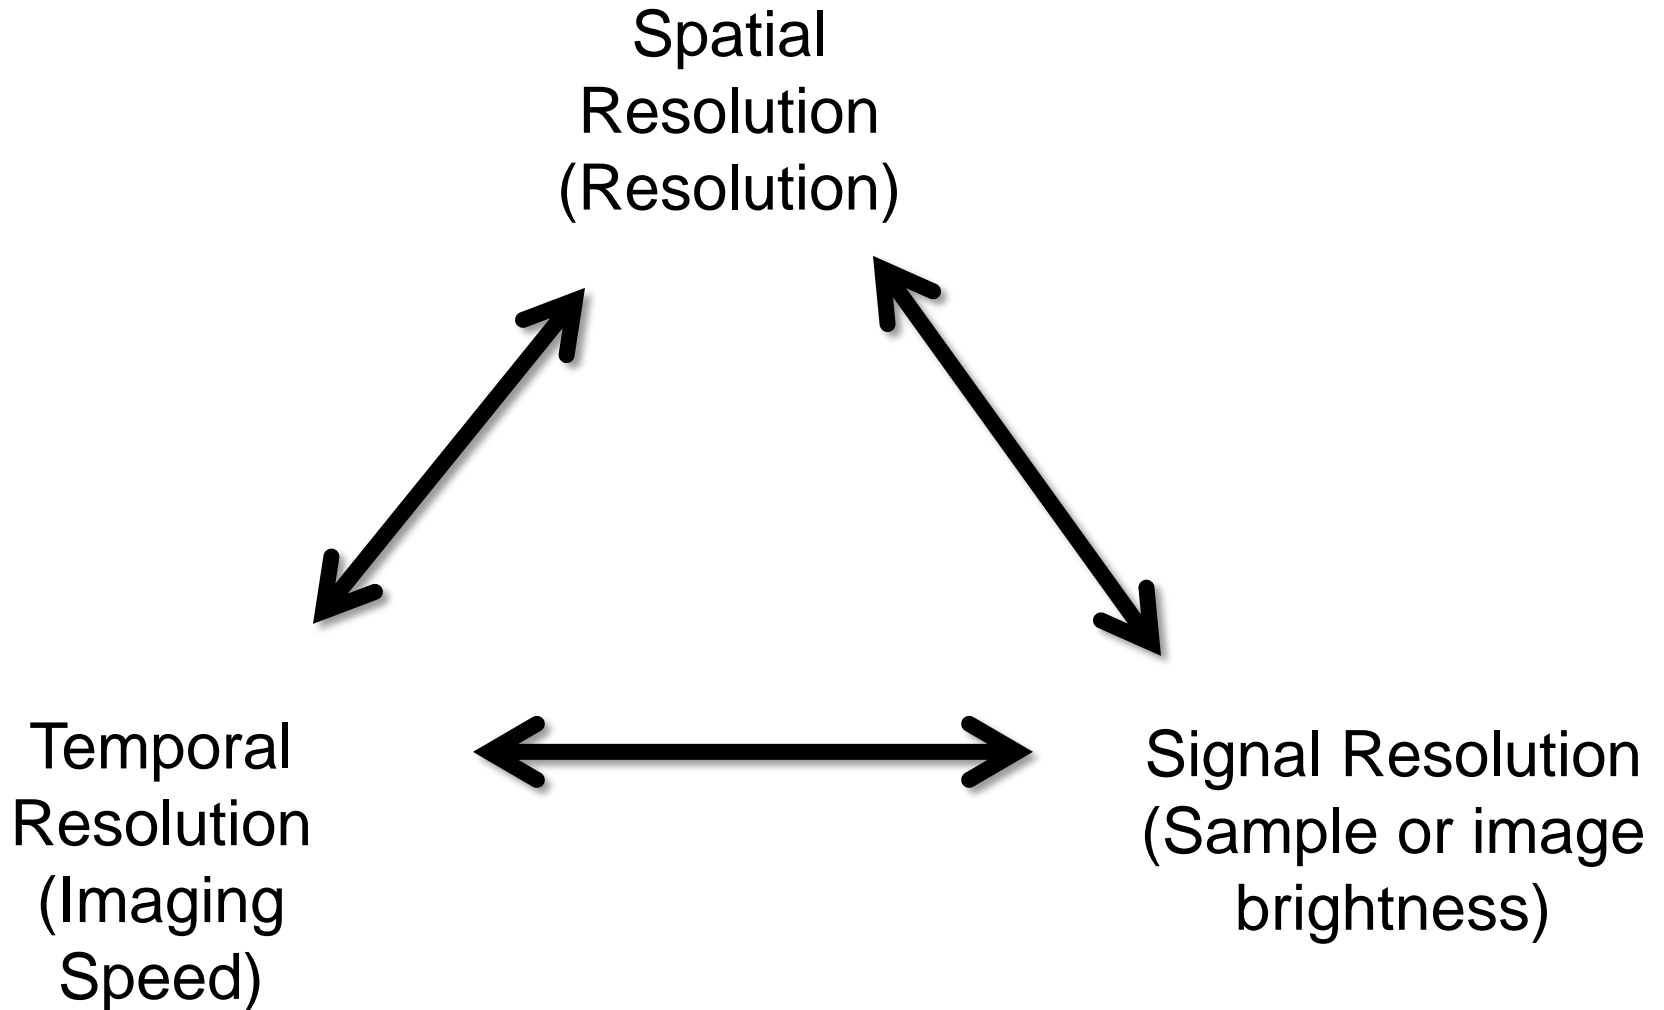 Spatial
Resolution
(Resolution)
Temporal
Resolution
(Imaging
Speed)
Signal Resolution
(Sample or image
brightness)